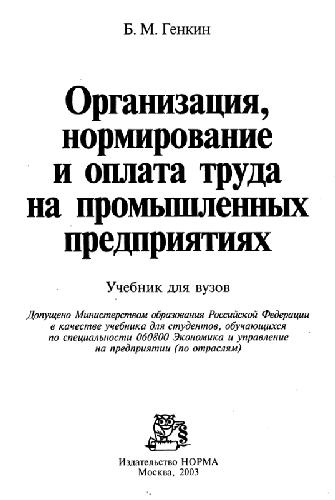 Б. М. Генкин
Организация,
нормирование
и оплата труда
на промышленных
предприятиях
Учебник для вузов
Допущено Министерством образования Российской Федерации
в качестве учебника для студентов, обучающихся
по специальности 060800 Экономика и управление
на предприятии (по отраслям)
Издательство НОРМА
Москва, 2003